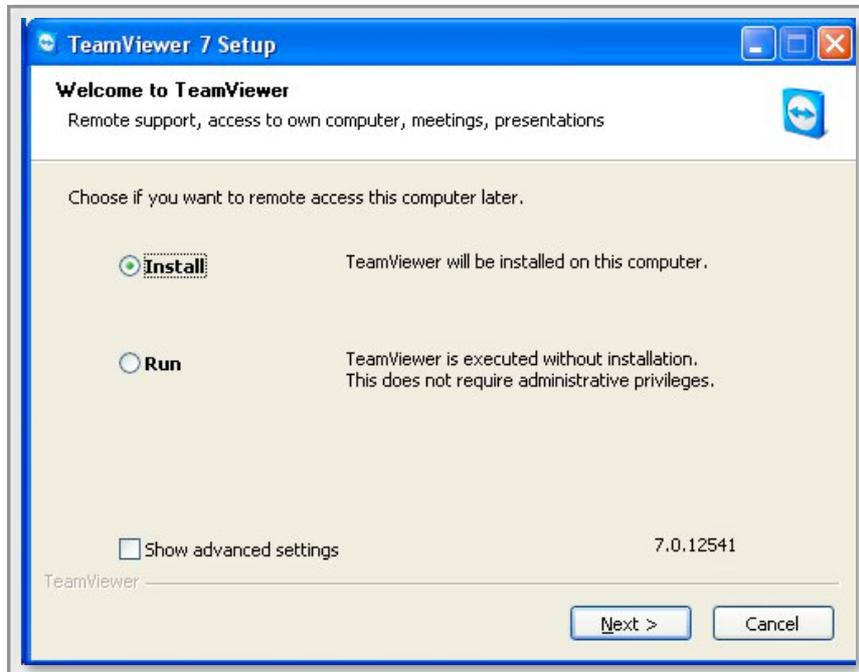 TeamViewer 7 Setup
Welcome to TeamViewer
Remote support, access to own computer, meetings, presentations
Choose if you want to remote access this computer later.
Install
TeamViewer will be installed on this computer.
Run
TeamViewer is executed without installation.
This does not require administrative privileges.
Show advanced settings
7.0.12541
TeamViewer
Next >
Cancel